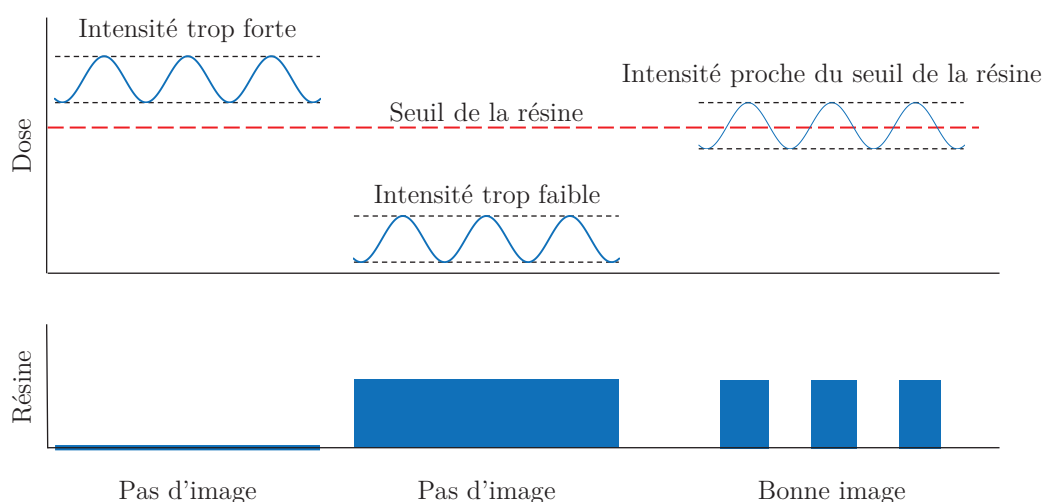 Intensité trop forte
Intensité proche du seuil de la résine
Seuil de la résine
Dose
Intensité trop faible
Résine
Pas d'image
Pas d'image
Bonne image